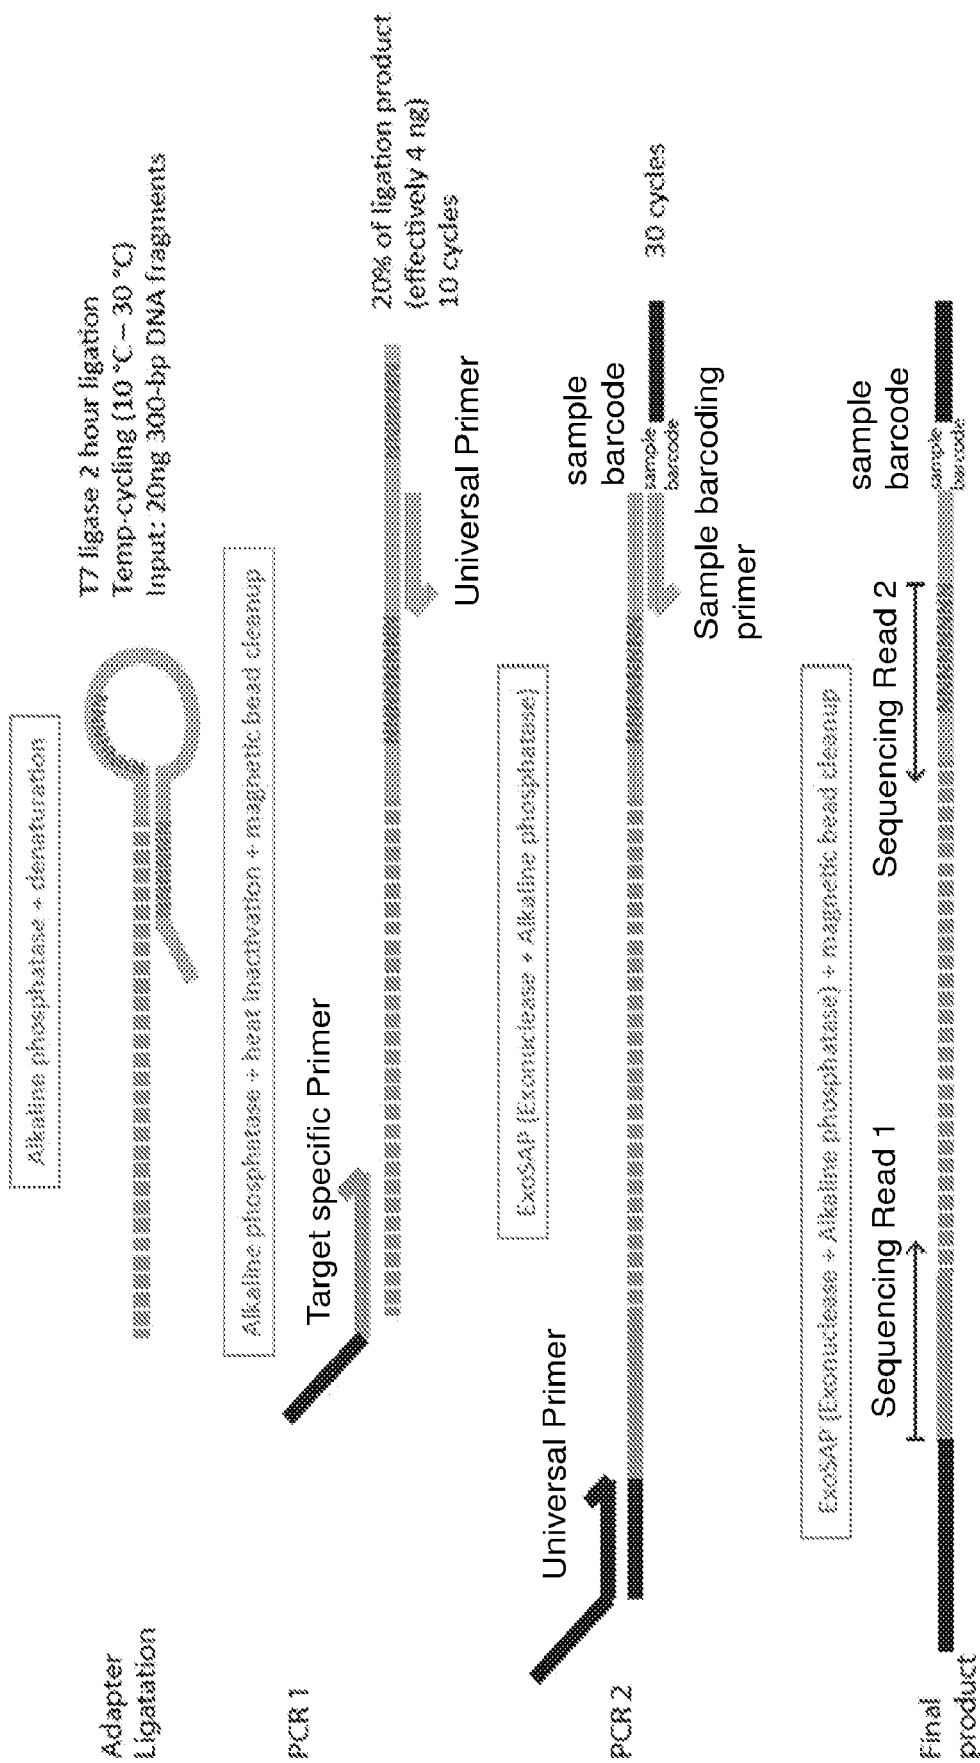 Alkaline phosphatase + denaturation
Adapter
Ligatation
T7 ligase 2 hour ligation
Temp-cycling (10 °C – 30 °C)
Input: 20ng 300-bp DNA fragments
Alkaline phosphatase + heat inactivation + magnetic bead cleanup
PCR 1
Target specific Primer
Universal Primer
20% of ligation product
(effectively 4 ng)
10 cycles
ExoSAP (Exonuclease + Alkaline phosphatase)
PCR 2
Universal Primer
sample
barcode
sample
barcode
Sample barcoding
primer
30 cycles
ExoSAP (Exonuclease + Alkaline phosphatase) + magnetic bead cleanup
Final
product
Sequencing Read 1
Sequencing Read 2
sample
barcode
sample
barcode